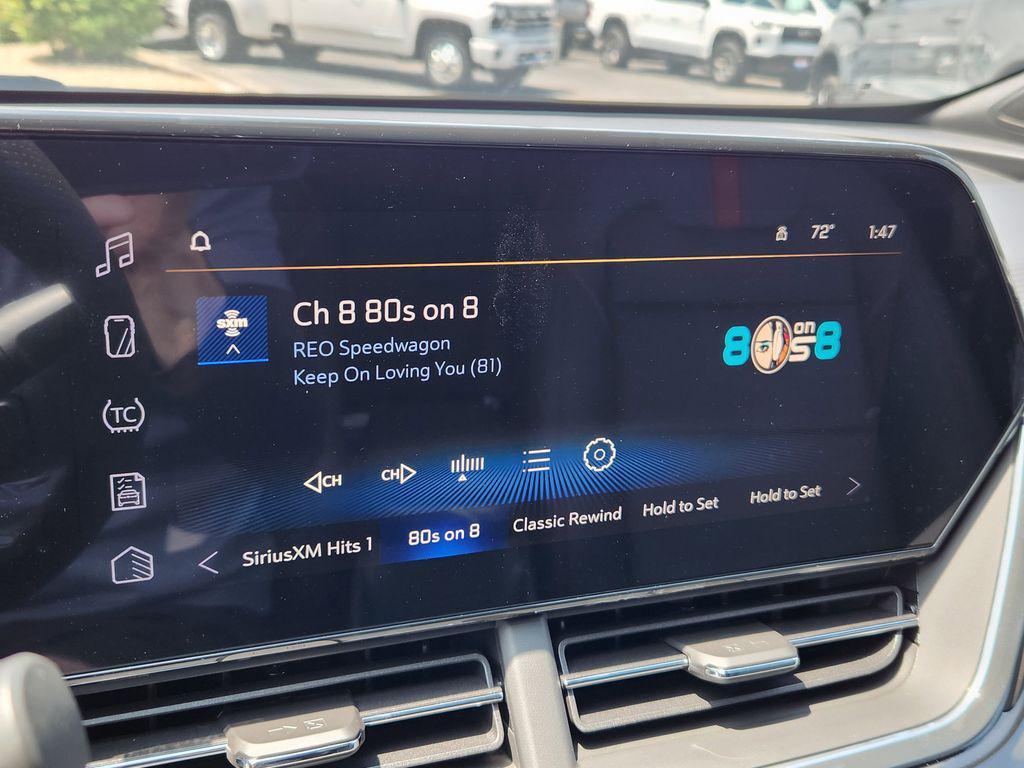 72° 1:47
sxm
Ch 8 80s on 8
REO Speedwagon
Keep On Loving You (81)
80s on 8
TC
CH CH
SiriusXM Hits 1 80s on 8 Classic Rewind Hold to Set Hold to Set